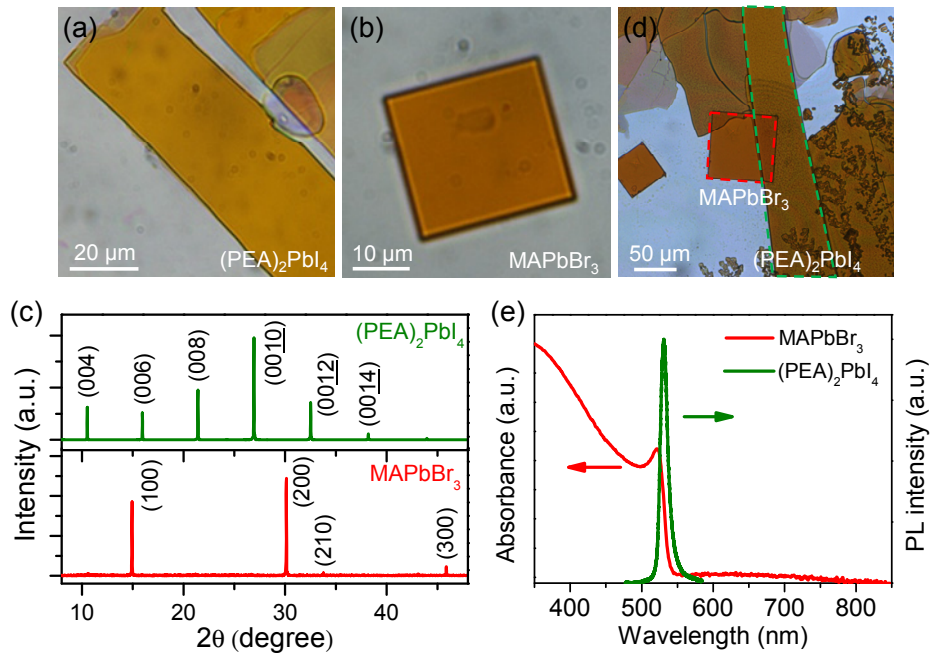 (a)
20 μm
(PEA)₂PbI₄
(b)
10 μm
MAPbBr₃
(d)
MAPbBr₃
50 μm
(PEA)₂PbI₄
(c)
(PEA)₂PbI₄
(004)
(006)
(008)
(0010)
(0012)
(0014)
MAPbBr₃
(100)
(200)
(210)
(300)
Intensity (a.u.)
10 20 30 40
2θ (degree)
(e)
MAPbBr₃
(PEA)₂PbI₄
Absorbance (a.u.)
PL intensity (a.u.)
400 500 600 700 800
Wavelength (nm)